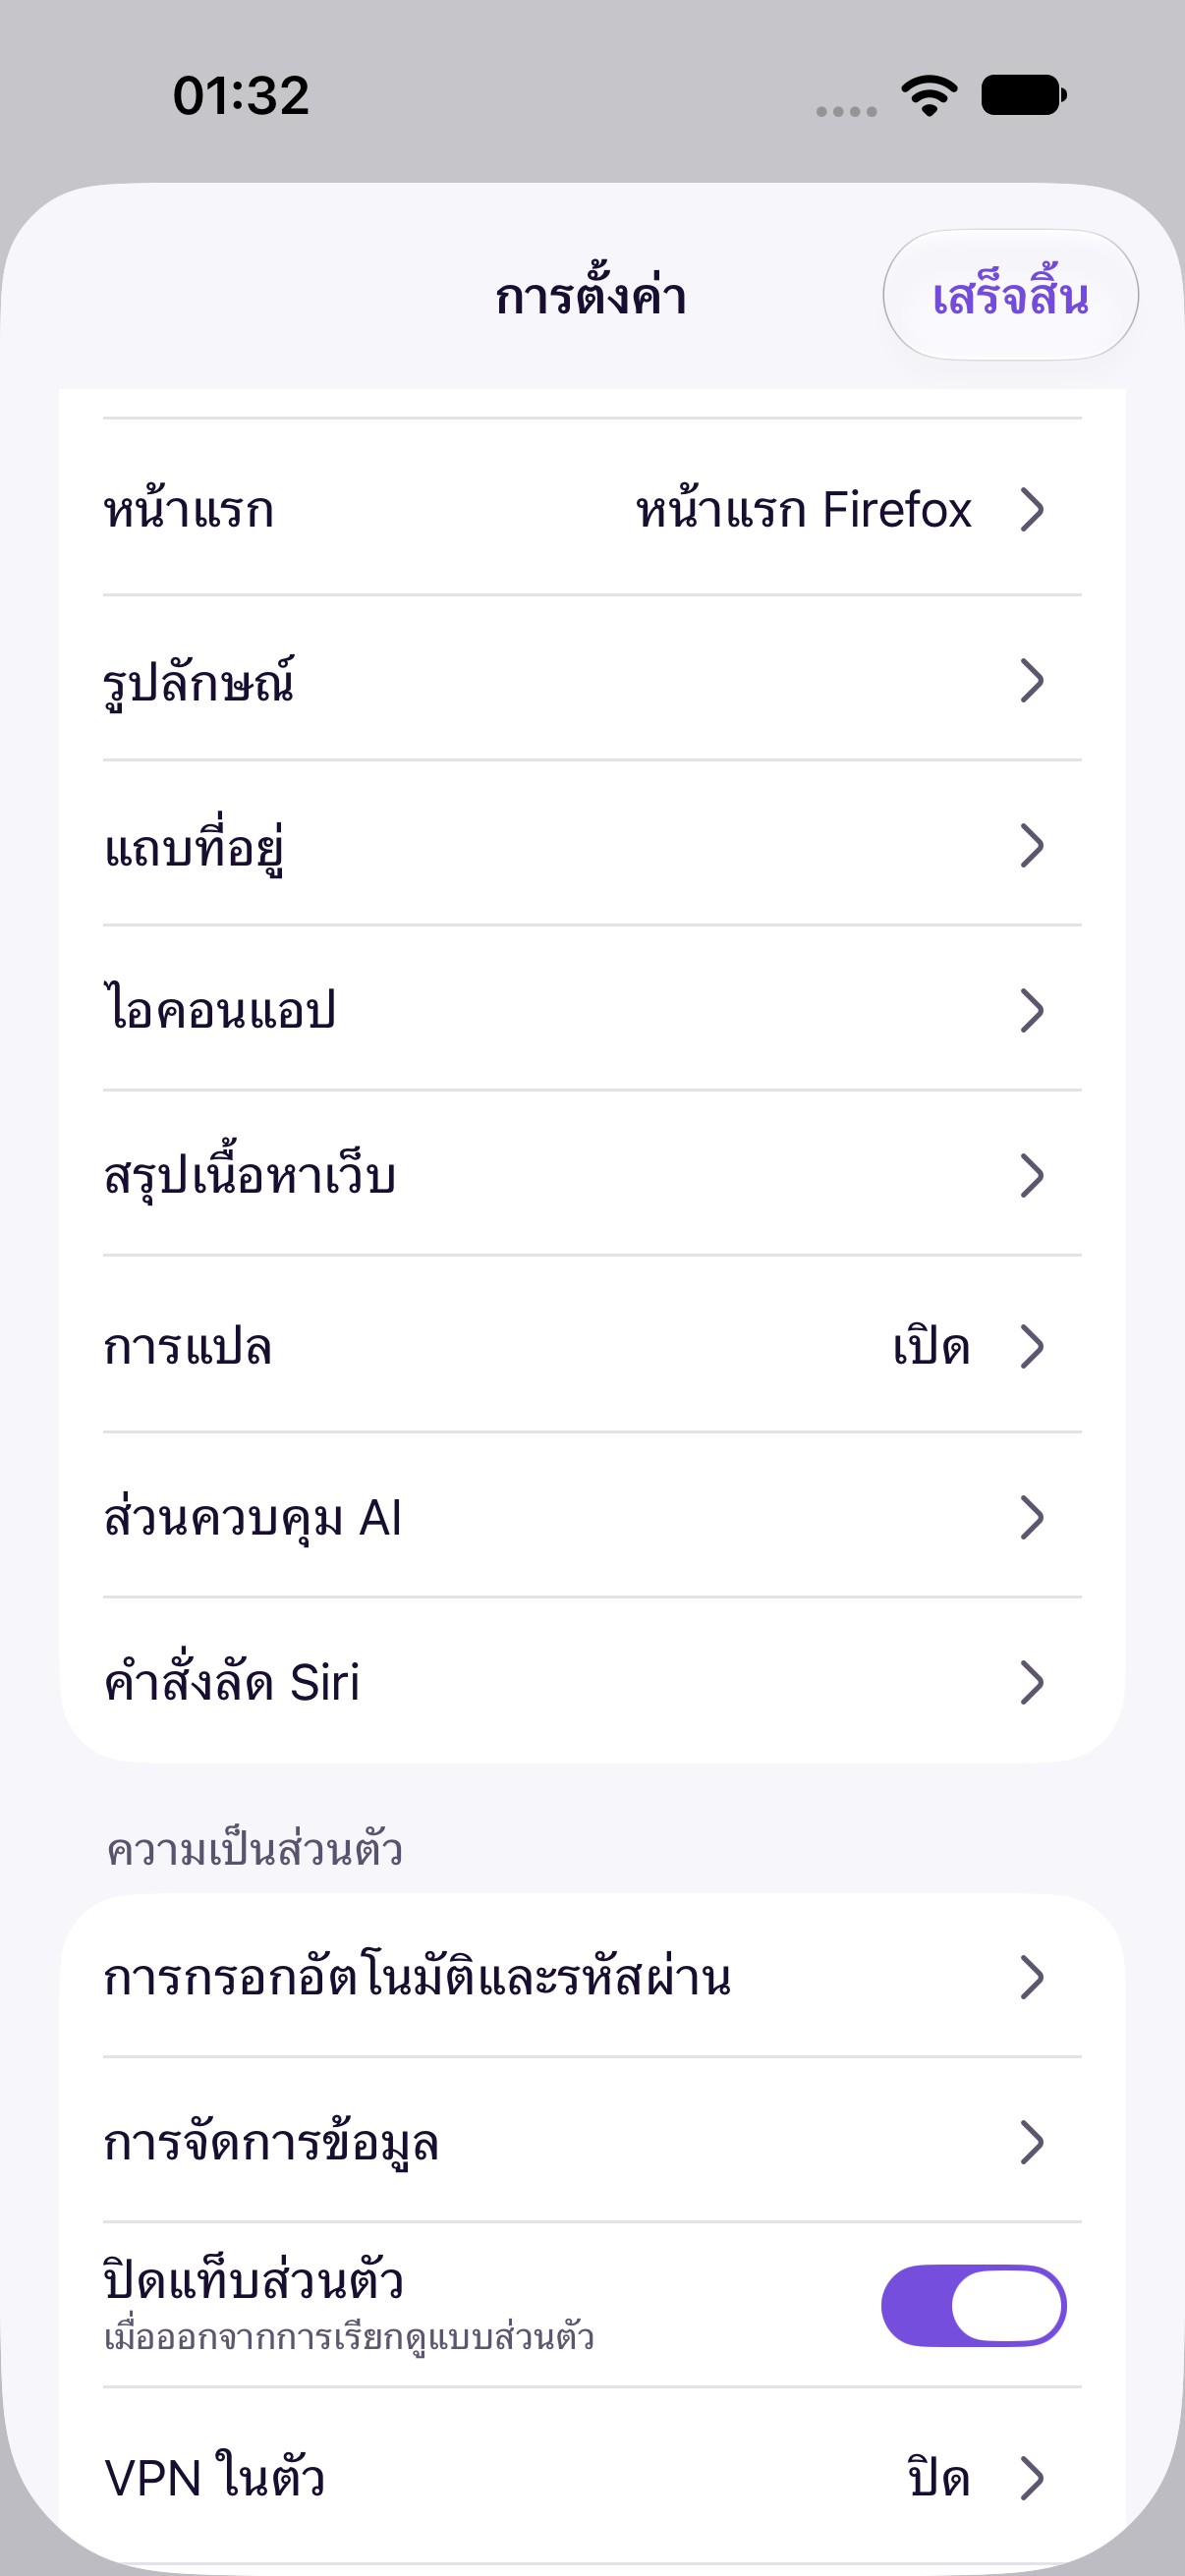 01:32
การตั้งค่า
เสร็จสิ้น
หน้าแรก หน้าแรก Firefox
รูปลักษณ์
แถบที่อยู่
ไอคอนแอป
สรุปเนื้อหาเว็บ
การแปล เปิด
ส่วนควบคุม AI
คำสั่งลัด Siri
ความเป็นส่วนตัว
การกรอกอัตโนมัติและรหัสผ่าน
การจัดการข้อมูล
ปิดแท็บส่วนตัว
เมื่อออกจากการเรียกดูแบบส่วนตัว
VPN ในตัว ปิด